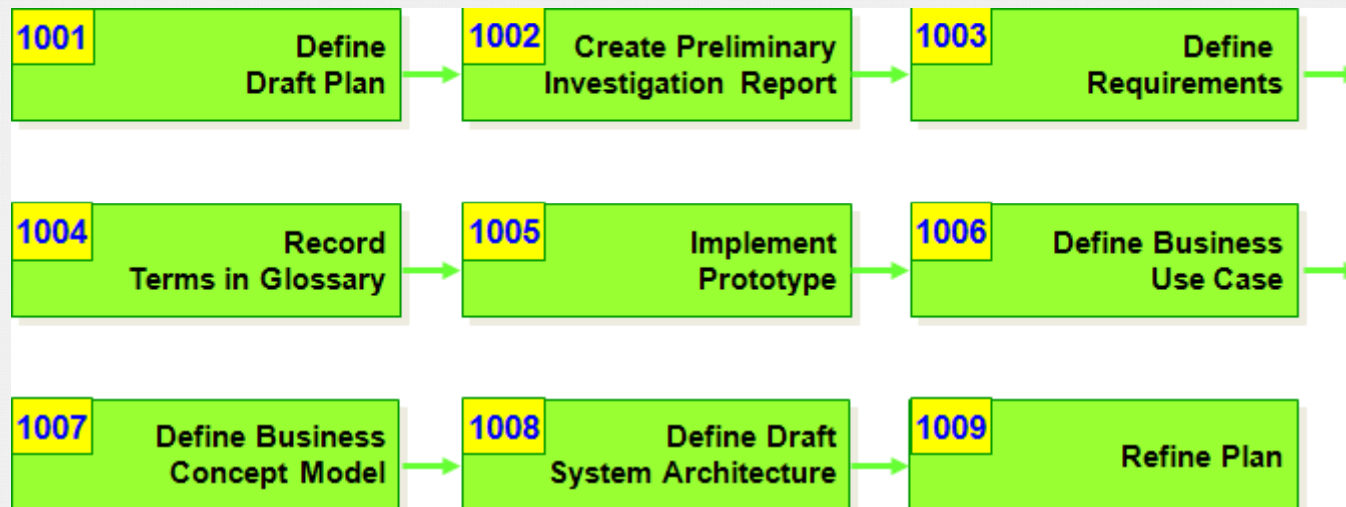 1001
Define
Draft Plan
1002
Create Preliminary
Investigation Report
1003
Define
Requirements
1004
Record
Terms in Glossary
1005
Implement
Prototype
1006
Define Business
Use Case
1007
Define Business
Concept Model
1008
Define Draft
System Architecture
1009
Refine Plan